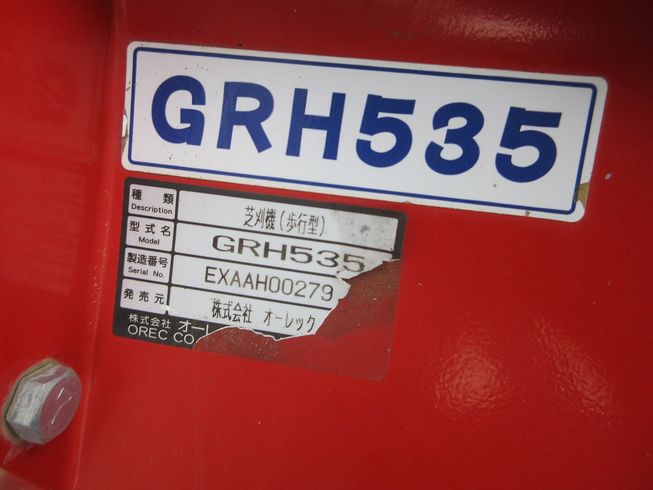 GRH535
種 類 芝刈機(歩行型)
Description
型 式 名 GRH535
Model
製造番号 EXAAH00279
Serial No.
発 売 元 株式会社 オーレック
株式会社 オーレ
OREC CO